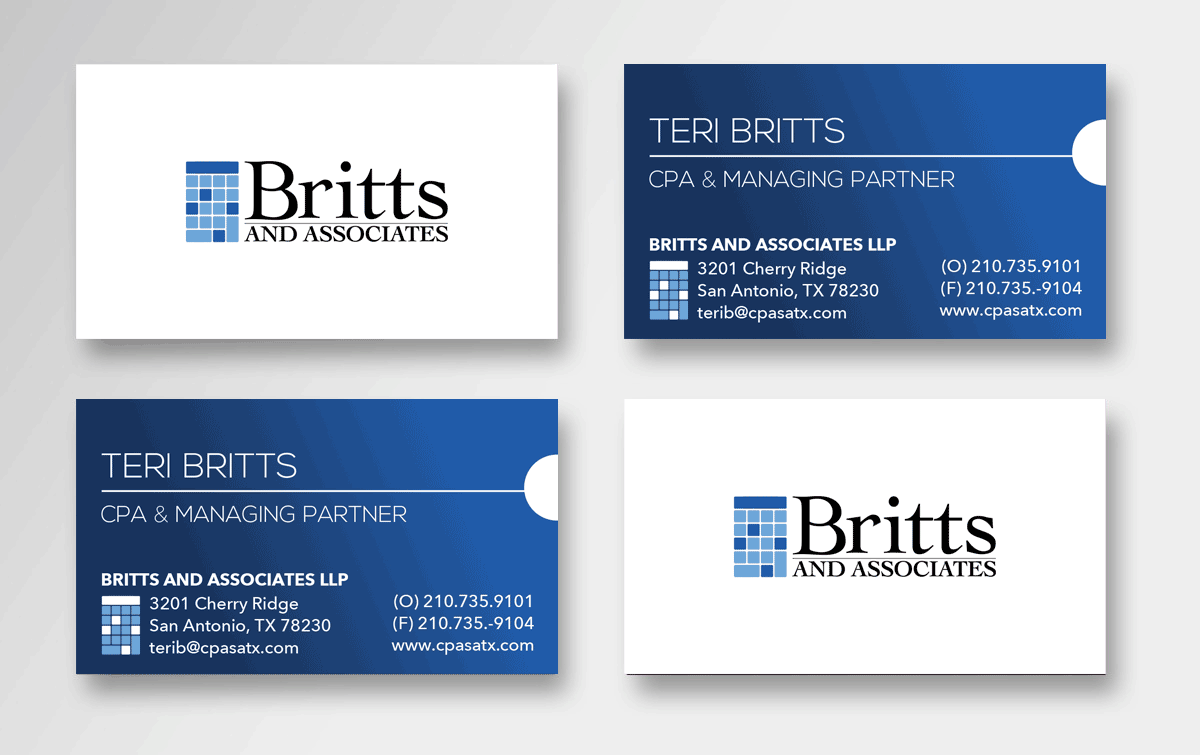 Britts
AND ASSOCIATES
TERI BRITTS
CPA & MANAGING PARTNER
BRITTS AND ASSOCIATES LLP
3201 Cherry Ridge
San Antonio, TX 78230
terib@cpasatx.com
(O) 210.735.9101
(F) 210.735.-9104
www.cpasatx.com
TERI BRITTS
CPA & MANAGING PARTNER
BRITTS AND ASSOCIATES LLP
3201 Cherry Ridge
San Antonio, TX 78230
terib@cpasatx.com
(O) 210.735.9101
(F) 210.735.-9104
www.cpasatx.com
Britts
AND ASSOCIATES